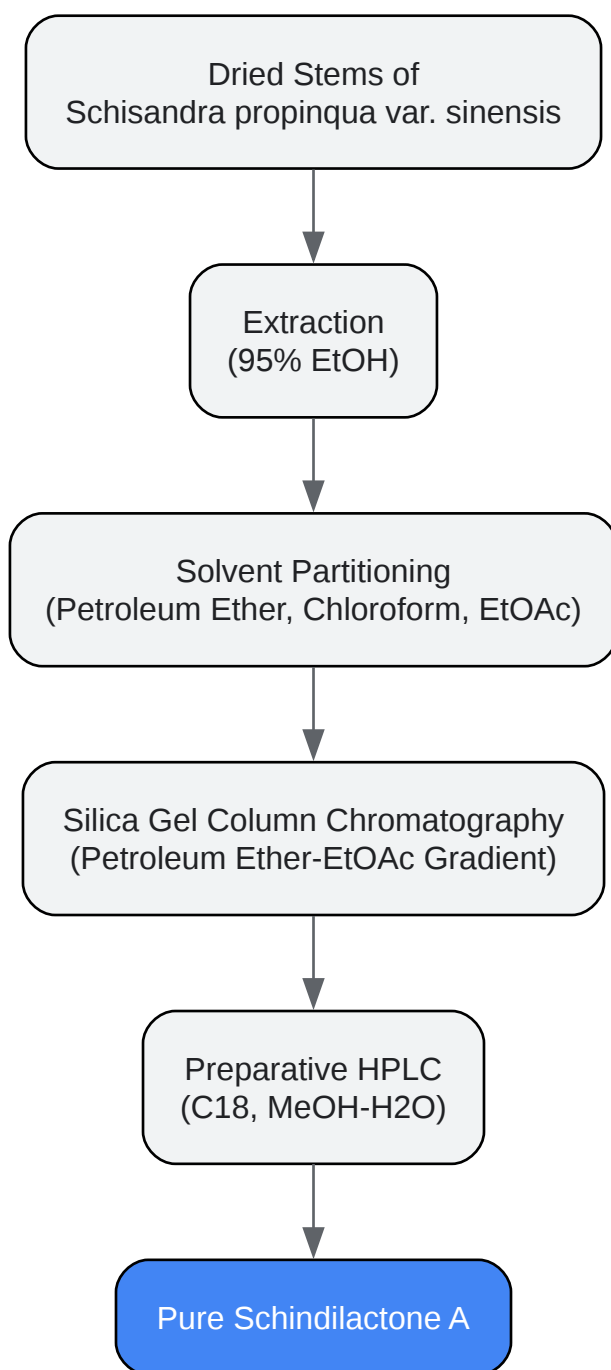 Dried Stems of
Schisandra propinqua var. sinensis
Extraction
(95% EtOH)
Solvent Partitioning
(Petroleum Ether, Chloroform, EtOAc)
Silica Gel Column Chromatography
(Petroleum Ether-EtOAc Gradient)
Preparative HPLC
(C18, MeOH-H2O)
Pure Schindilactone A